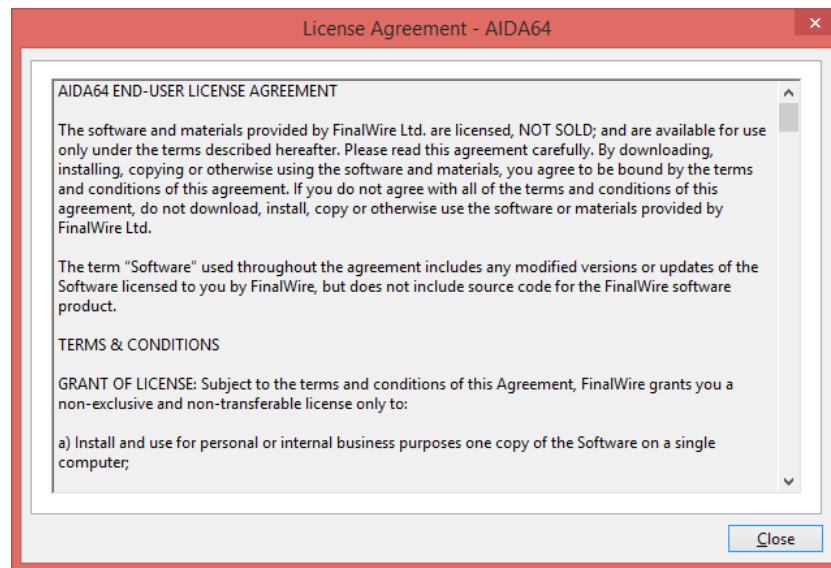 License Agreement - AIDA64
AIDA64 END-USER LICENSE AGREEMENT
The software and materials provided by FinalWire Ltd. are licensed, NOT SOLD; and are available for use
only under the terms described hereafter. Please read this agreement carefully. By downloading,
installing, copying or otherwise using the software and materials, you agree to be bound by the terms
and conditions of this agreement. If you do not agree with all of the terms and conditions of this
agreement, do not download, install, copy or otherwise use the software or materials provided by
FinalWire Ltd.
The term “Software“ used throughout the agreement includes any modified versions or updates of the
Software licensed to you by FinalWire, but does not include source code for the FinalWire software
product.
TERMS & CONDITIONS
GRANT OF LICENSE: Subject to the terms and conditions of this Agreement, FinalWire grants you a
non-exclusive and non-transferable license only to:
a) Install and use for personal or internal business purposes one copy of the Software on a single
computer;
Close